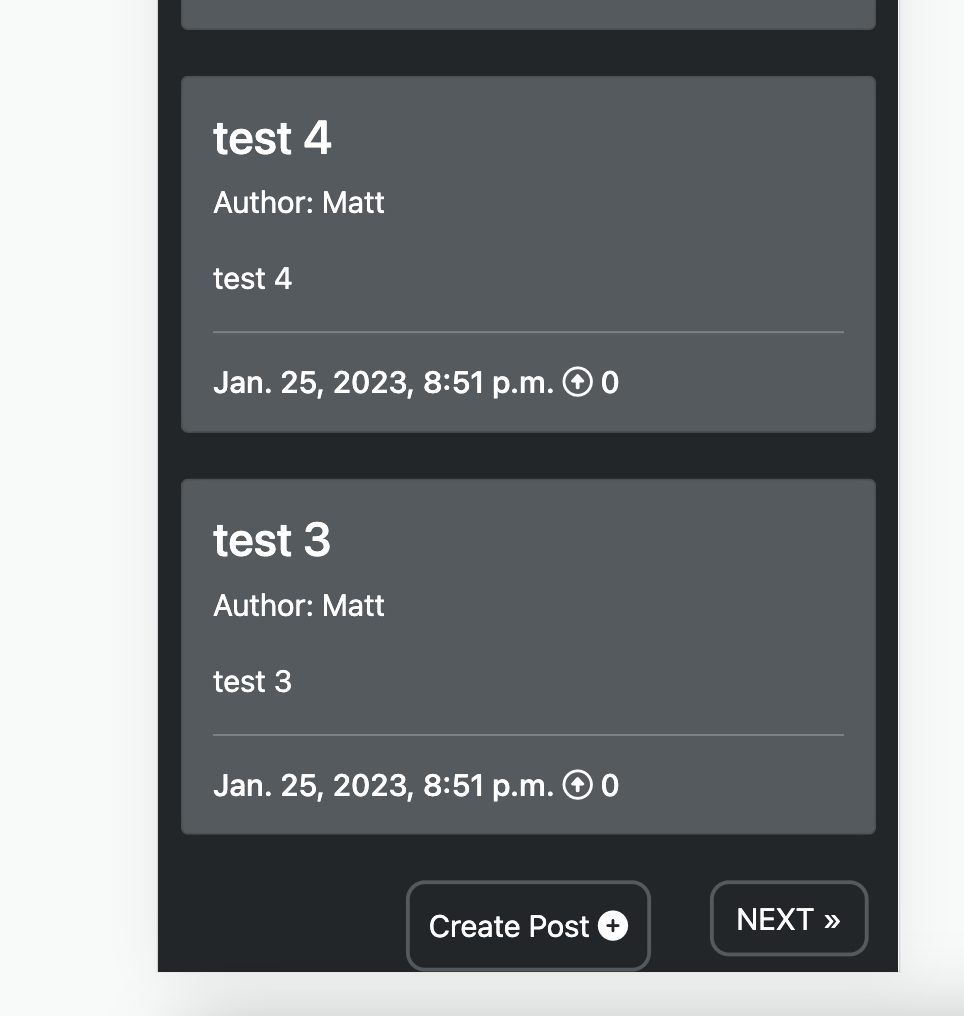 test 4
Author: Matt
test 4
Jan. 25, 2023, 8:51 p.m. 0
test 3
Author: Matt
test 3
Jan. 25, 2023, 8:51 p.m. 0
Create Post
NEXT »